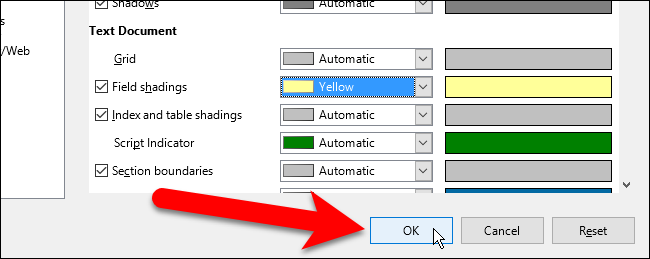 Shadows
s
Text Document
/Web
Grid Automatic
Field shadings Yellow
Index and table shadings Automatic
Script Indicator Automatic
Section boundaries Automatic
OK Cancel Reset